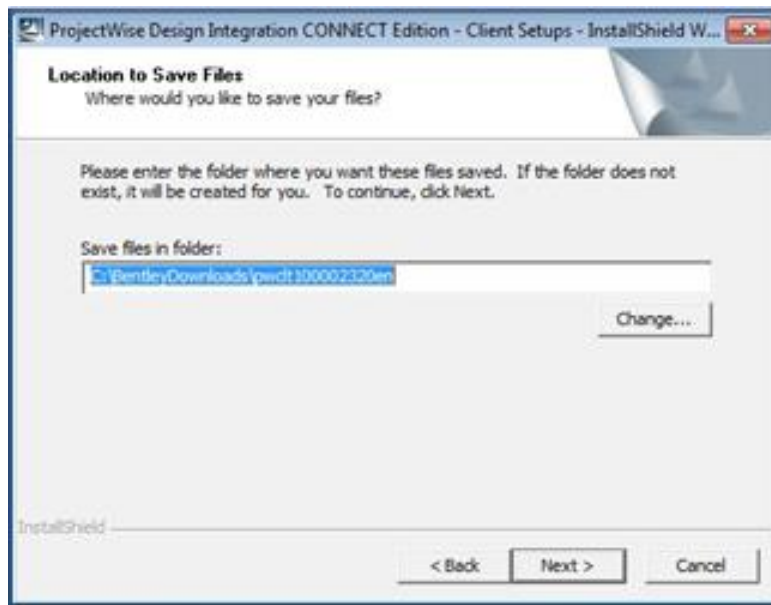 ProjectWise Design Integration CONNECT Edition - Client Setups - InstallShield W...
Location to Save Files
Where would you like to save your files?
Please enter the folder where you want these files saved. If the folder does not
exist, it will be created for you. To continue, click Next.
Save files in folder:
C:\BentleyDownloads\pwclt100002320en
Change...
InstallShield
< Back Next > Cancel